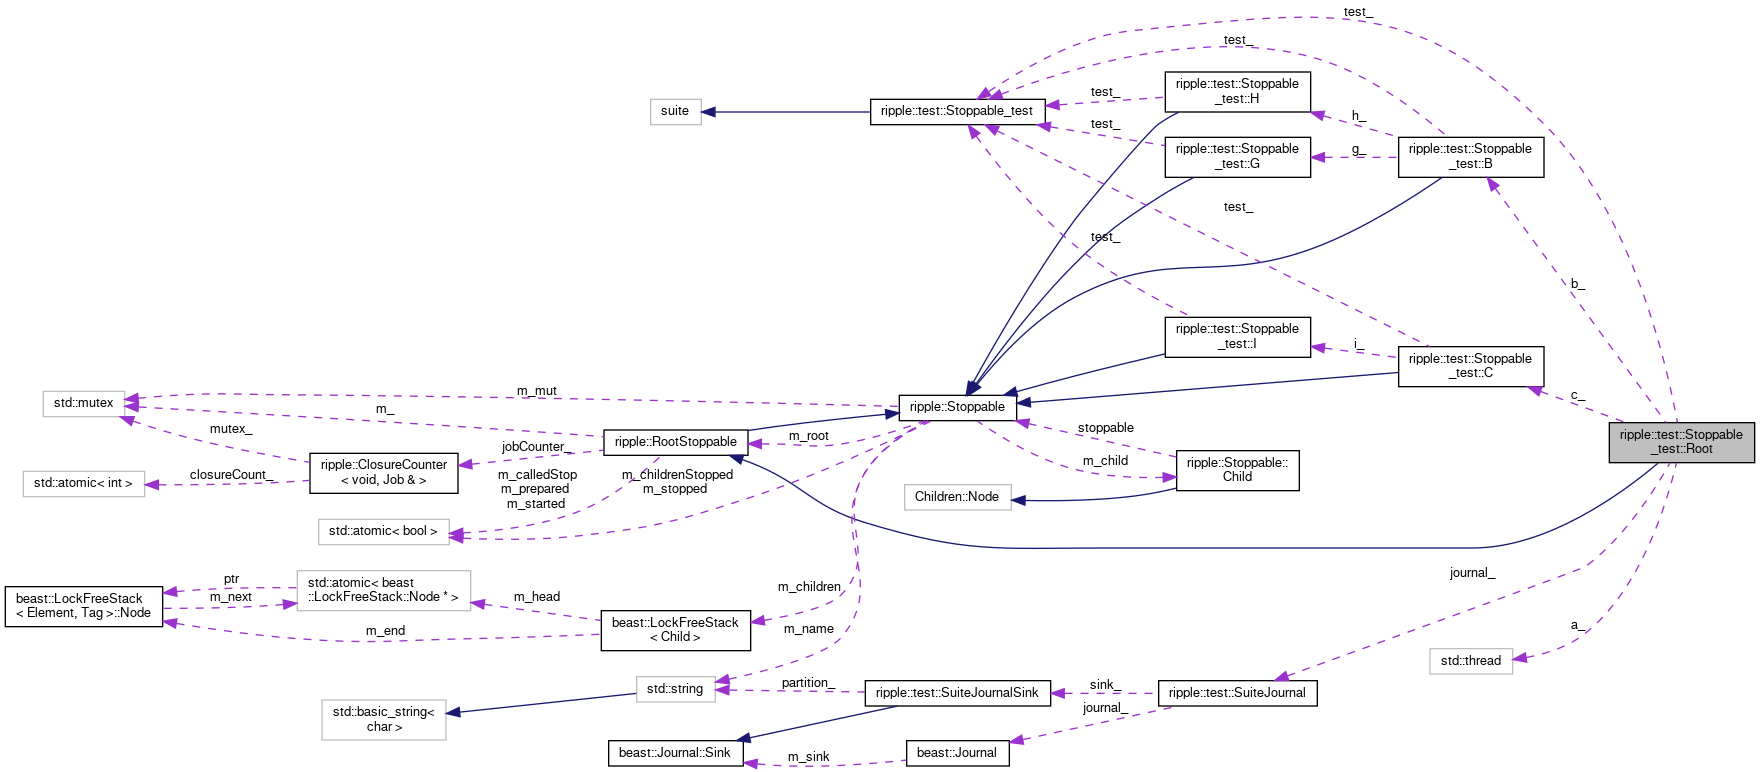 test_
test_
ripple::test::Stoppable
_test::H
test_
suite
ripple::test::Stoppable_test
h_
test_
ripple::test::Stoppable
_test::G
g_
ripple::test::Stoppable
_test::B
test_
test_
b_
ripple::test::Stoppable
_test::I
i_
ripple::test::Stoppable
_test::C
c_
m_mut
std::mutex
m_
ripple::Stoppable
mutex_
ripple::RootStoppable
m_root
stoppable
ripple::test::Stoppable
_test::Root
jobCounter_
m_child
ripple::ClosureCounter
< void, Job & >
closureCount_
std::atomic< int >
m_calledStop
m_prepared
m_started
m_childrenStopped
m_stopped
ripple::Stoppable::
Child
Children::Node
std::atomic< bool >
ptr
m_next
std::atomic< beast
::LockFreeStack::Node * >
beast::LockFreeStack
< Element, Tag >::Node
m_head
m_end
m_children
beast::LockFreeStack
< Child >
m_name
journal_
a_
std::thread
std::string
partition_
ripple::test::SuiteJournalSink
sink_
ripple::test::SuiteJournal
journal_
std::basic_string<
char >
beast::Journal::Sink
m_sink
beast::Journal